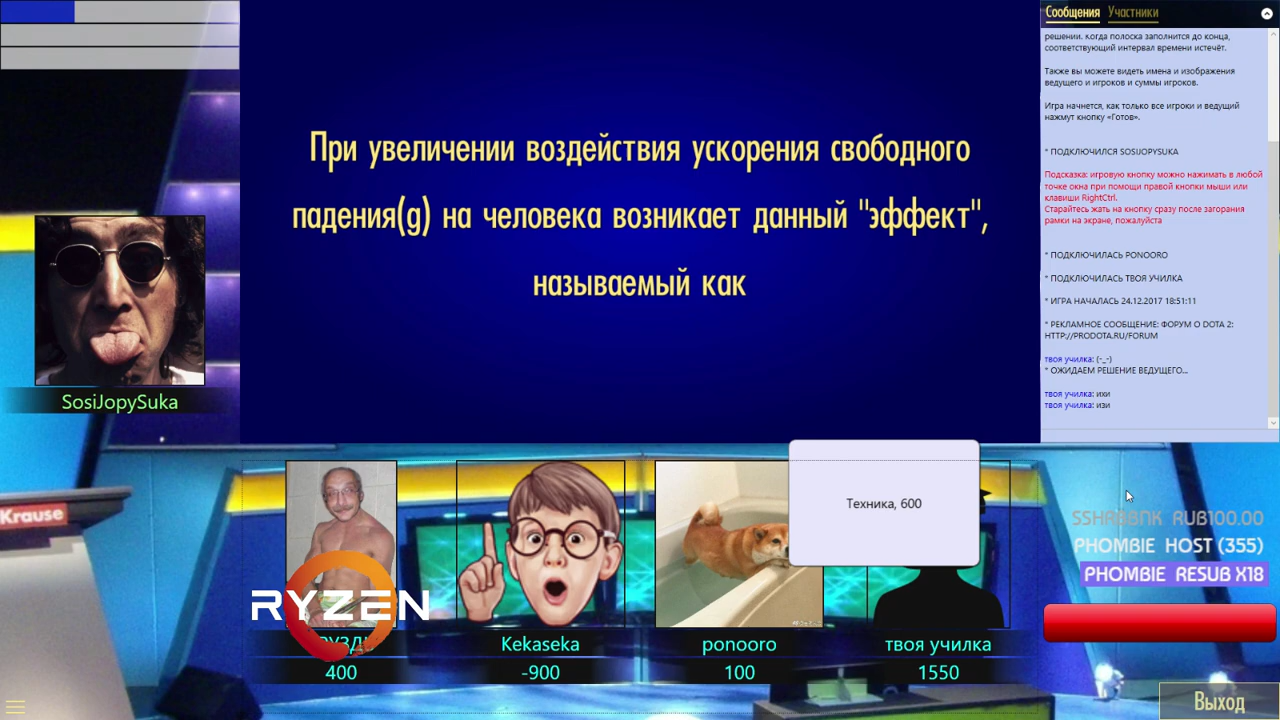 Сообщения Участники
решении. Когда полоска заполнится до конца,
соответствующий интервал времени истечёт.
Также вы можете видеть имена и изображения
ведущего и игроков и суммы игроков.
Игра начнется, как только все игроки и ведущий
нажмут кнопку «Готов».
* ПОДКЛЮЧИЛСЯ SOSIJOPYSUKA
Подсказка: игровую кнопку можно нажимать в любой
точке окна при помощи правой кнопки мыши или
клавиши RightCtrl.
Старайтесь жать на кнопку сразу после загорания
рамки на экране, пожалуйста
* ПОДКЛЮЧИЛАСЬ PONOORO
* ПОДКЛЮЧИЛАСЬ ТВОЯ УЧИЛКА
* ИГРА НАЧАЛАСЬ 24.12.2017 18:51:11
* РЕКЛАМНОЕ СООБЩЕНИЕ: ФОРУМ О DOTA 2:
HTTP://PRODOTA.RU/FORUM
твоя училка: (-_-)
* ОЖИДАЕМ РЕШЕНИЕ ВЕДУЩЕГО...
твоя училка: ихи
твоя училка: изи
При увеличении воздействия ускорения свободного
падения(g) на человека возникает данный "эффект",
называемый как
SosiJopySuka
Техника, 600
Krause
RYZEN
SSHRBBNK RUB100.00
PHOMBIE HOST (355)
PHOMBIE RESUB X18
Kekaseka ponooro твоя училка
400 -900 100 1550
Выход